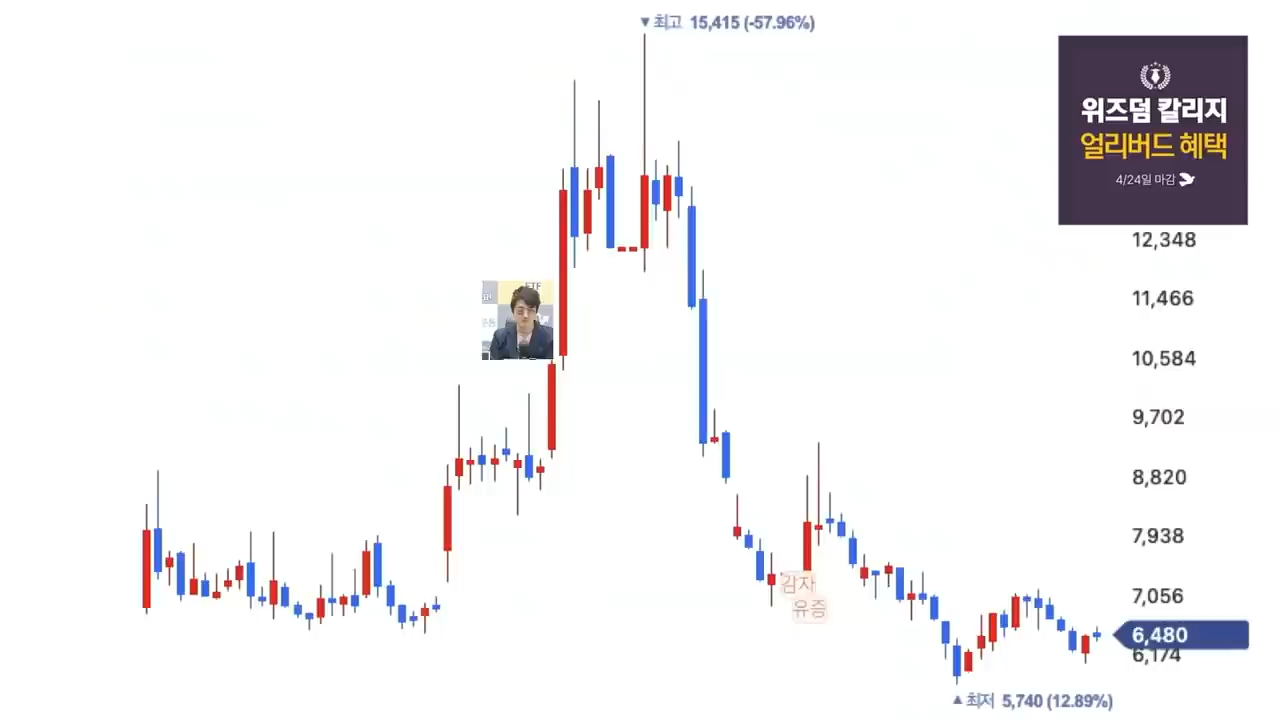 ▼최고 15,415 (-57.96%)
위즈덤 칼리지
얼리버드 혜택
4/24일 마감
12,348
11,466
10,584
9,702
8,820
7,938
7,056
6,480
6,174
ETF
감자
유증
▲최저 5,740 (12.89%)